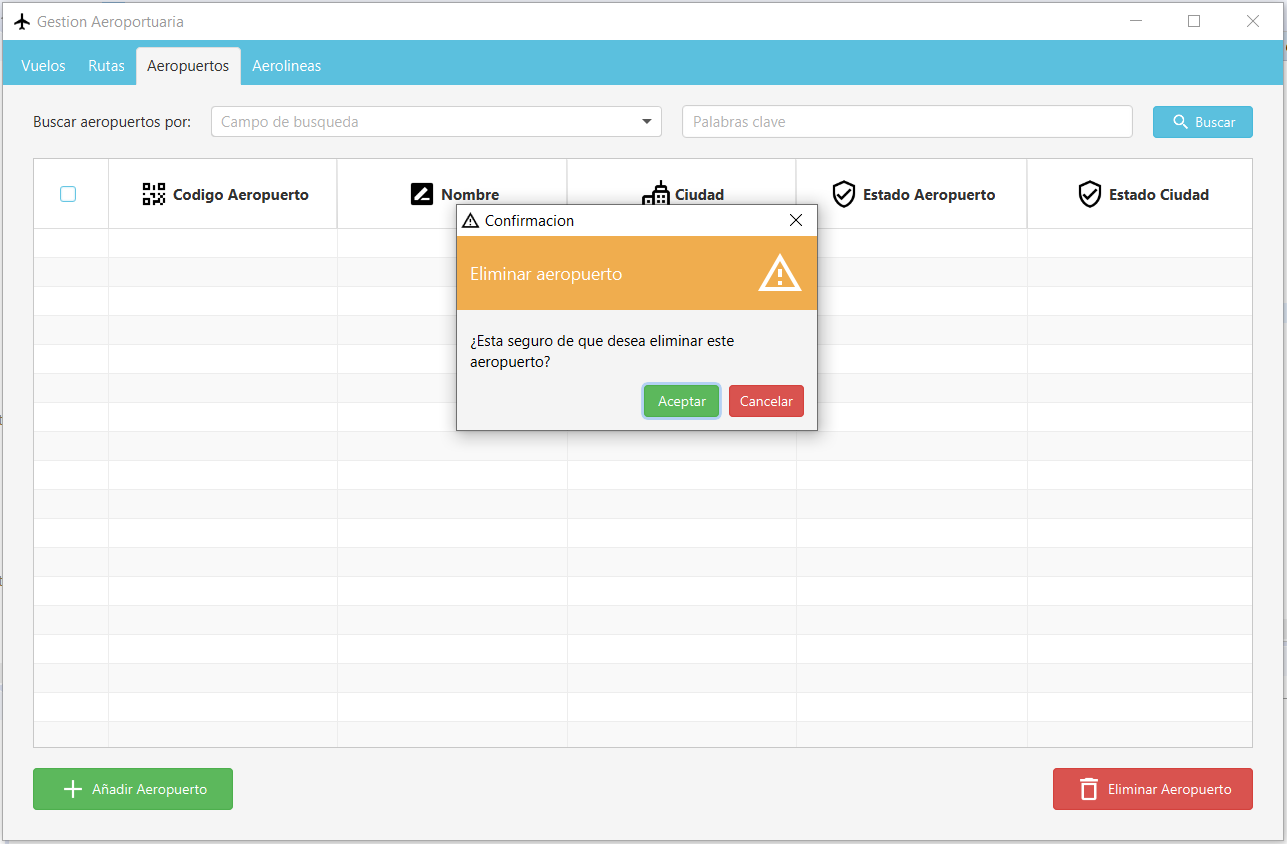 Gestion Aeroportuaria
Vuelos Rutas Aeropuertos Aerolineas
Buscar aeropuertos por: Campo de busqueda Palabras clave Buscar
Codigo Aeropuerto Nombre Ciudad Estado Aeropuerto Estado Ciudad
Confirmacion
Eliminar aeropuerto
¿Esta seguro de que desea eliminar este
aeropuerto?
Aceptar Cancelar
Añadir Aeropuerto Eliminar Aeropuerto